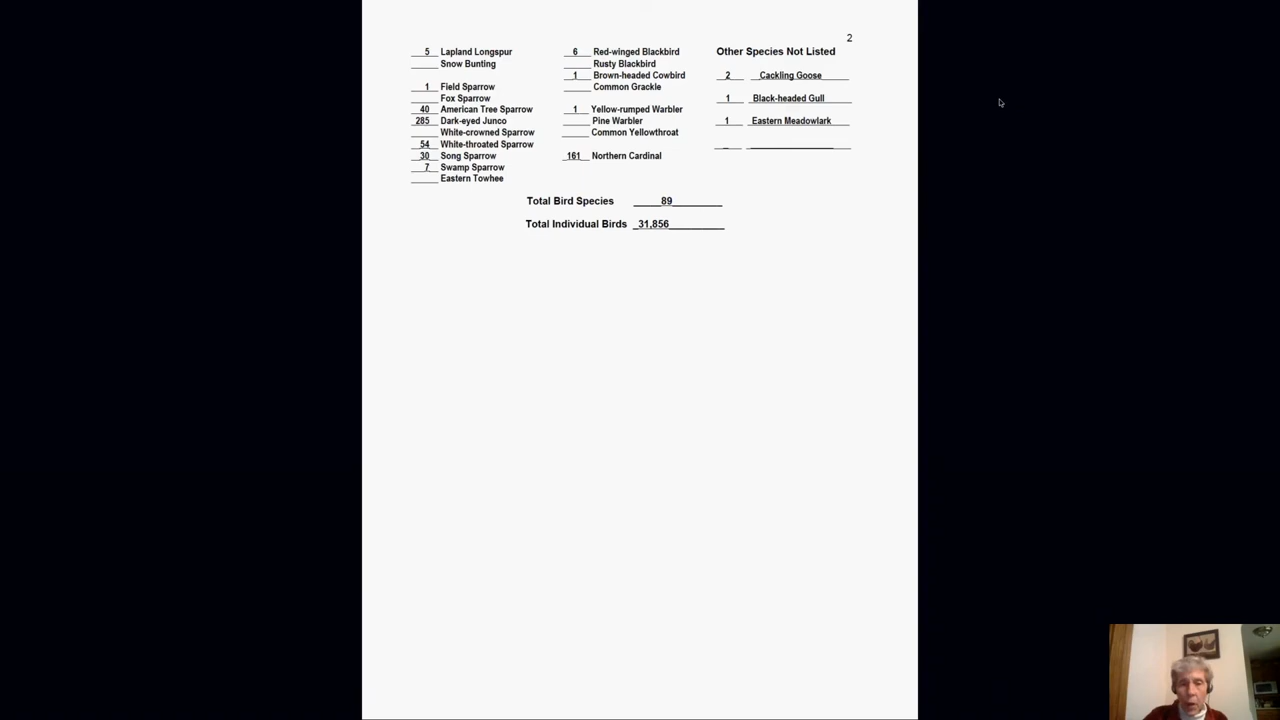 2
5 Lapland Longspur
Snow Bunting
1 Field Sparrow
Fox Sparrow
40 American Tree Sparrow
285 Dark-eyed Junco
White-crowned Sparrow
54 White-throated Sparrow
30 Song Sparrow
7 Swamp Sparrow
Eastern Towhee
6 Red-winged Blackbird
Rusty Blackbird
1 Brown-headed Cowbird
Common Grackle
1 Yellow-rumped Warbler
Pine Warbler
Common Yellowthroat
161 Northern Cardinal
Other Species Not Listed
2 Cackling Goose
1 Black-headed Gull
1 Eastern Meadowlark
Total Bird Species 89
Total Individual Birds 31,856